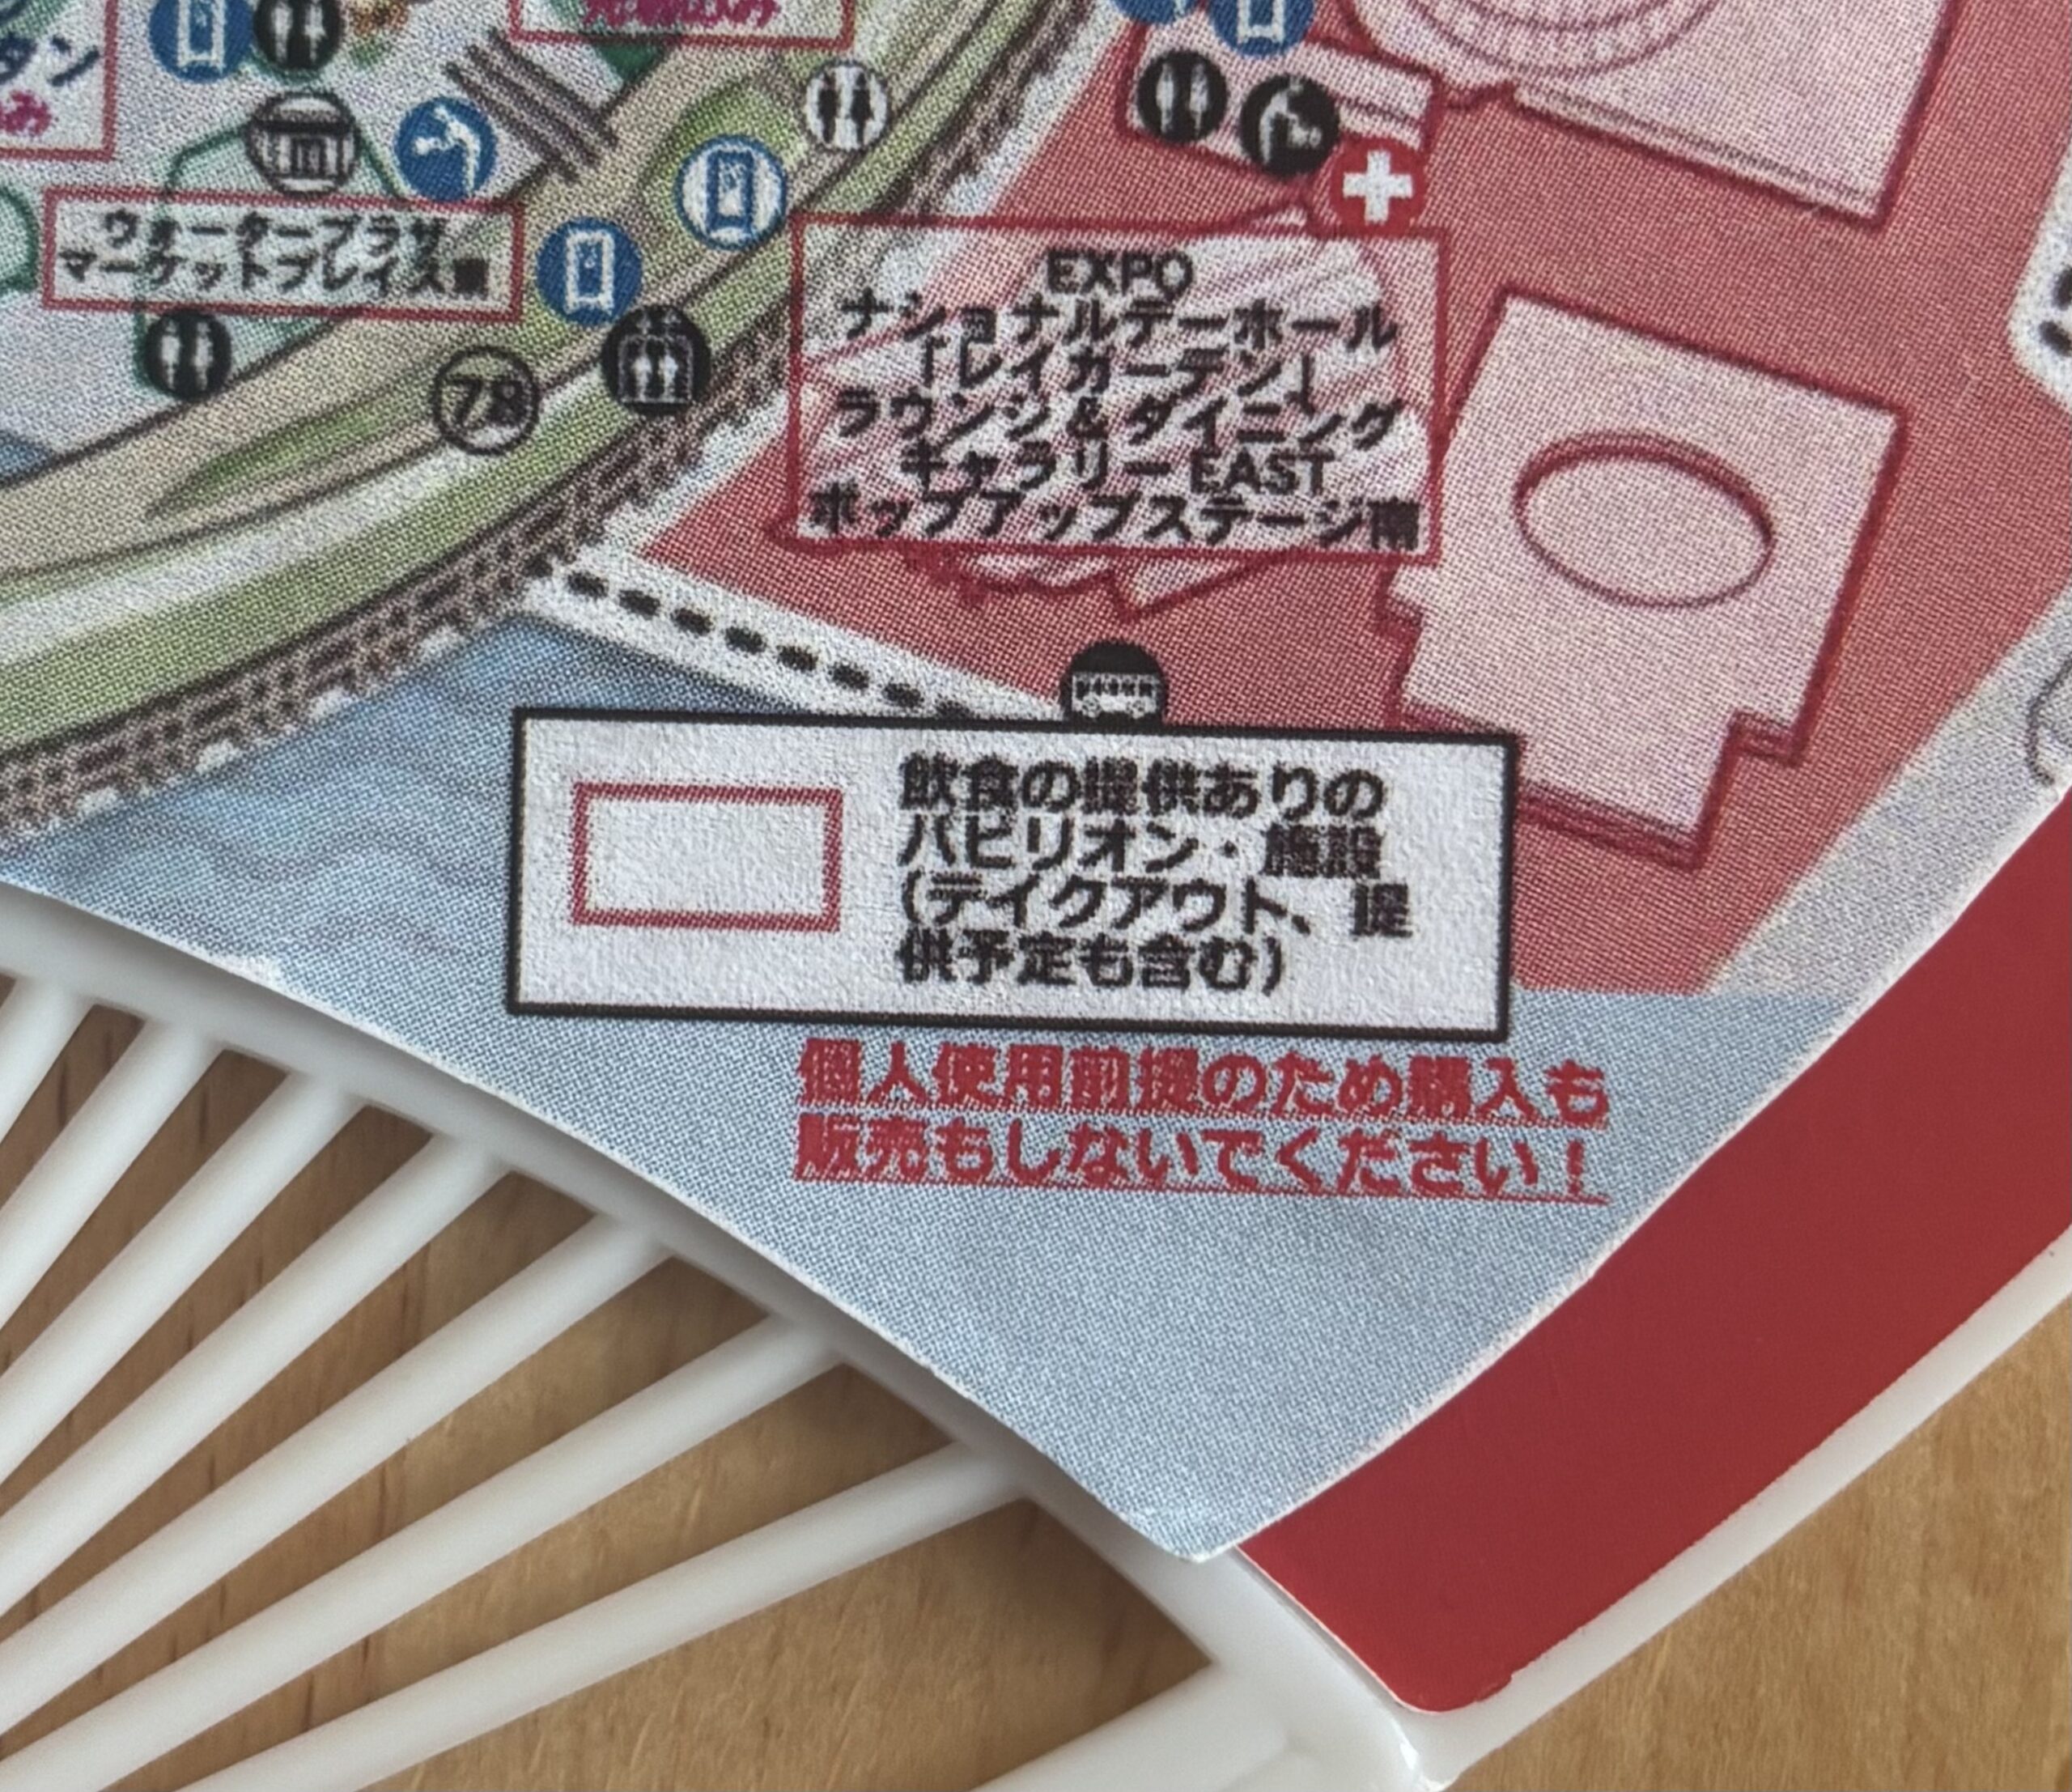 タン
み
ウォータープラザ
マーケットプレイス東
78
EXPO
ナショナルデーホール
「レイガーデン」
ラウンジ&ダイニング
ギャラリーEAST
ポップアップステージ南
飲食の提供ありの
パビリオン・施設
(テイクアウト、提
供予定も含む)
個人使用前提のため購入も
販売もしないでください!